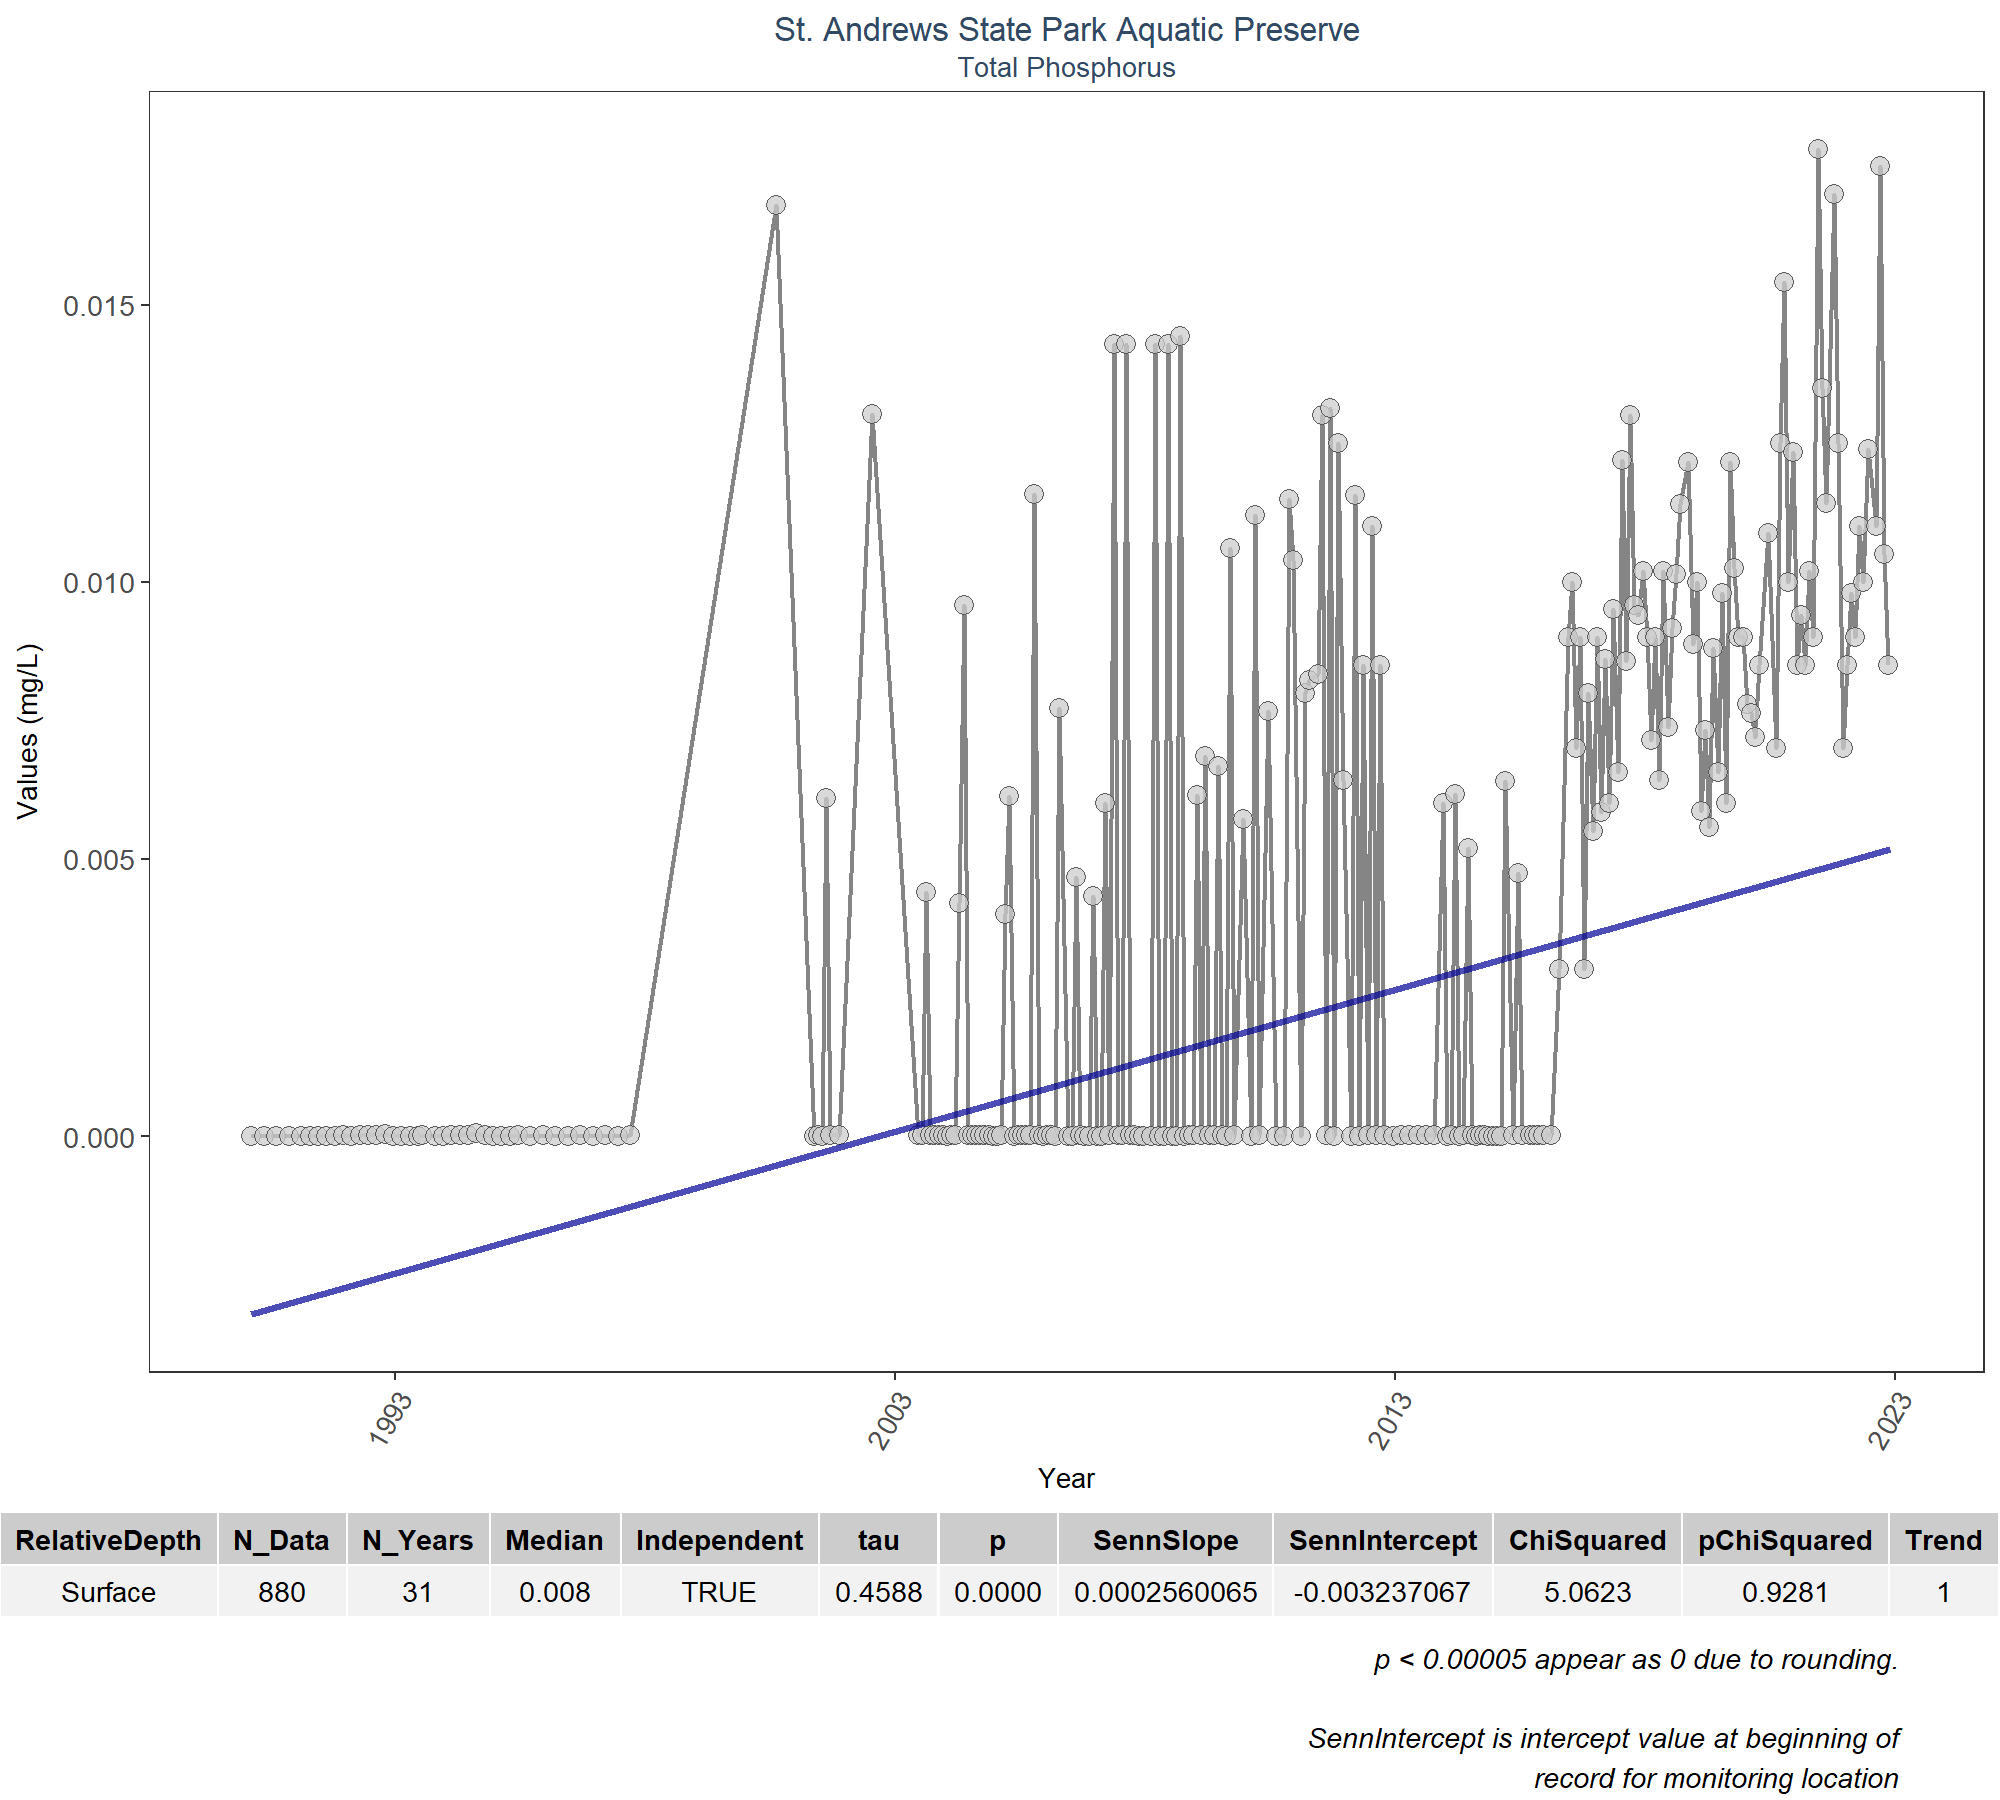 St. Andrews State Park Aquatic Preserve
Total Phosphorus
Values (mg/L)
0.015
0.010
0.005
0.000
1993
2003
2013
2023
Year
RelativeDepth N_Data N_Years Median Independent tau p SennSlope SennIntercept ChiSquared pChiSquared Trend
Surface 880 31 0.008 TRUE 0.4588 0.0000 0.0002560065 -0.003237067 5.0623 0.9281 1
p < 0.00005 appear as 0 due to rounding.
SennIntercept is intercept value at beginning of
record for monitoring location